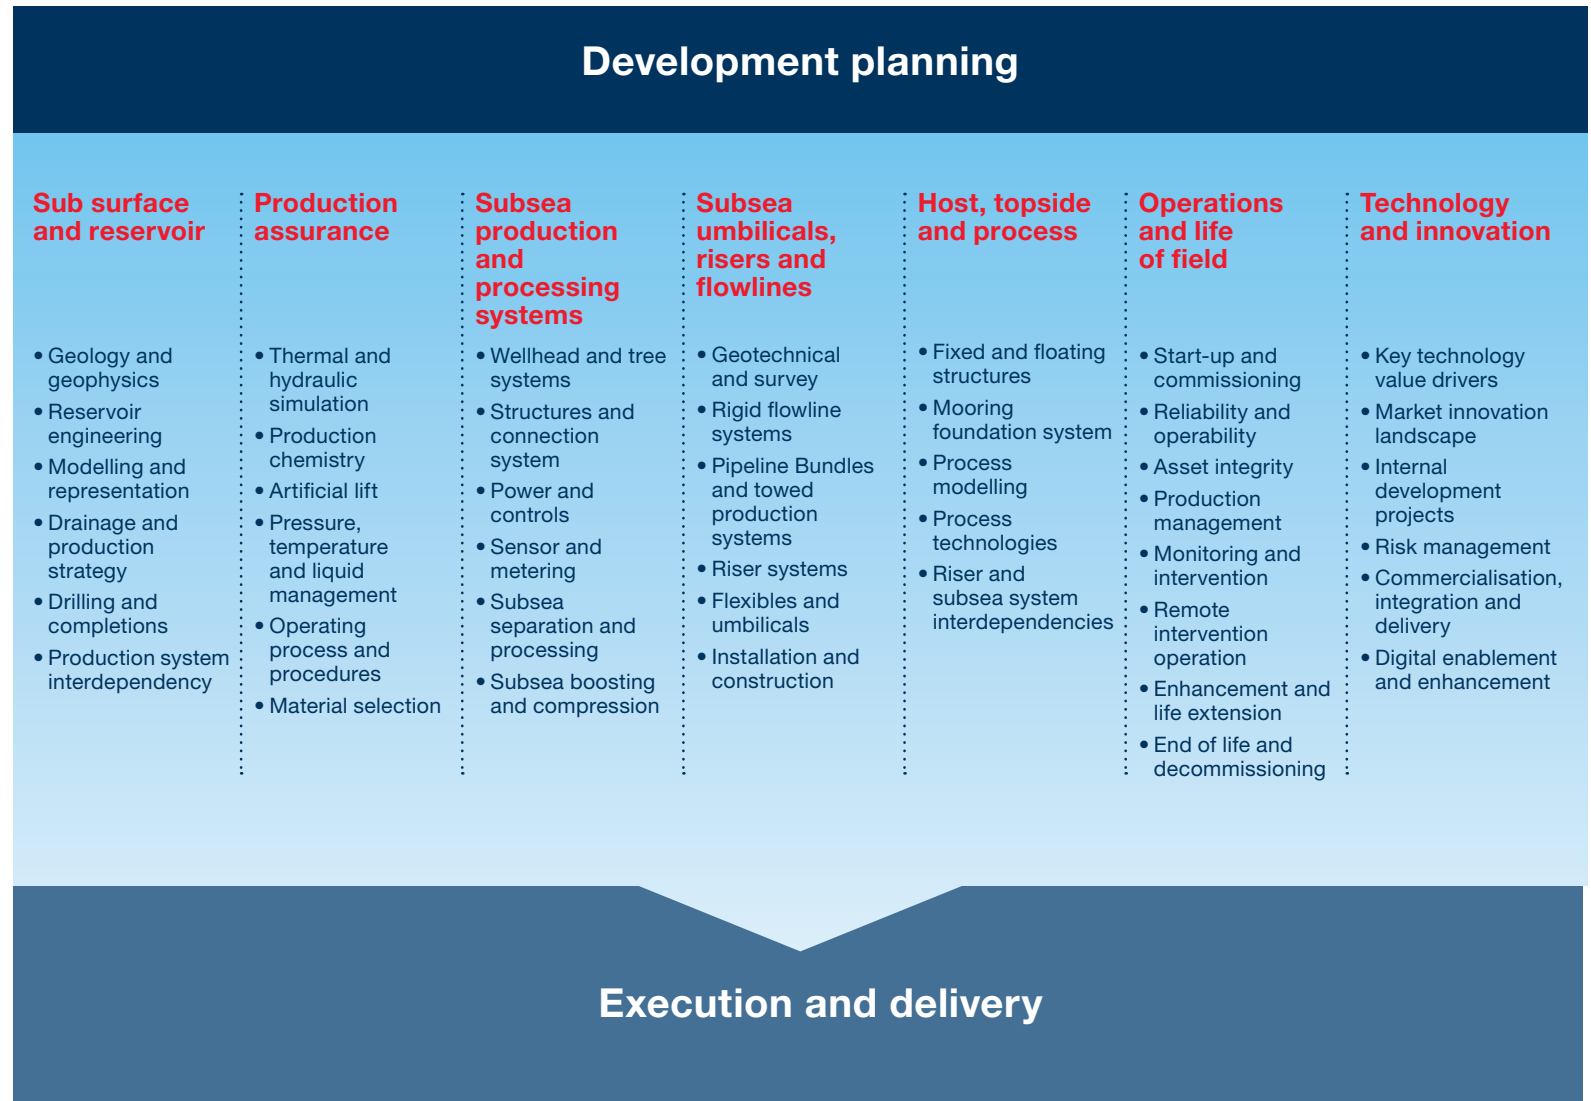 Development planning
Sub surface
and reservoir
• Geology and
geophysics
• Reservoir
engineering
• Modelling and
representation
• Drainage and
production
strategy
• Drilling and
completions
• Production system
interdependency
Production
assurance
• Thermal and
hydraulic
simulation
• Production
chemistry
• Artificial lift
• Pressure,
temperature
and liquid
management
• Operating
process and
procedures
• Material selection
Subsea
production
and
processing
systems
• Wellhead and tree
systems
• Structures and
connection
system
• Power and
controls
• Sensor and
metering
• Subsea
separation and
processing
• Subsea boosting
and compression
Subsea
umbilicals,
risers and
flowlines
• Geotechnical
and survey
• Rigid flowline
systems
• Pipeline Bundles
and towed
production
systems
• Riser systems
• Flexibles and
umbilicals
• Installation and
construction
Host, topside
and process
• Fixed and floating
structures
• Mooring
foundation system
• Process
modelling
• Process
technologies
• Riser and
subsea system
interdependencies
Operations
and life
of field
• Start-up and
commissioning
• Reliability and
operability
• Asset integrity
• Production
management
• Monitoring and
intervention
• Remote
intervention
operation
• Enhancement and
life extension
• End of life and
decommissioning
Technology
and innovation
• Key technology
value drivers
• Market innovation
landscape
• Internal
development
projects
• Risk management
• Commercialisation,
integration and
delivery
• Digital enablement
and enhancement
Execution and delivery